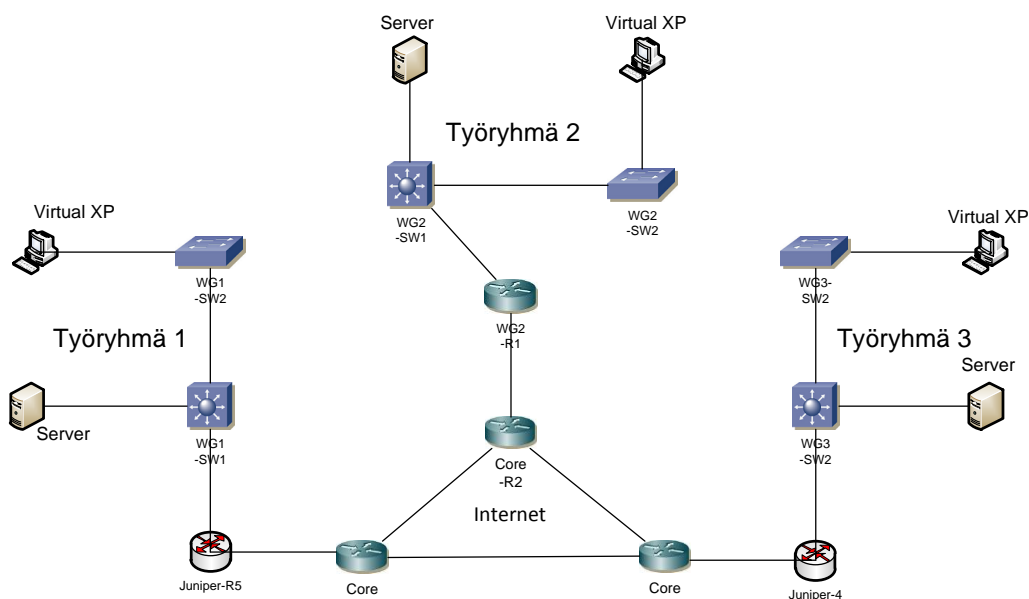 Server
Virtual XP
Työryhmä 2
WG2
-SW1
WG2
-SW2
Virtual XP
WG1
-SW2
Virtual XP
WG3-
SW2
WG2
-R1
Työryhmä 1
Työryhmä 3
Server
Server
WG1
-SW1
WG3
-SW2
Core
-R2
Internet
Juniper-R5
Core
Core
Juniper-4